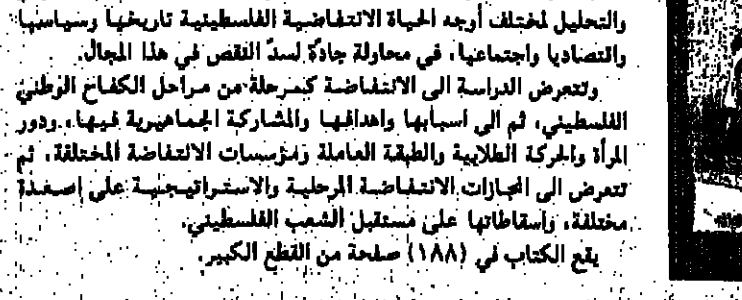 والتحليل لمختلف أوجه الحياة الانتفاضية الفلسطينية تاريخيا وسياسيا
واقتصاديا واجتماعيا، في محاولة جادّة لسدّ النقص في هذا المجال.
وتتعرض الدراسة الى الانتفاضة كمرحلة من مراحل الكفاح الوطني
الفلسطيني، ثم الى اسبابها واهدافها والمشاركة الجماهيرية فيها، ودور
المرأة والحركة الطلابية والطبقة العاملة ومؤسسات الانتفاضة المختلفة، ثم
تتعرض الى انجازات الانتفاضة المرحلية والاستراتيجية على اصعدة
مختلفة، واسقاطاتها على مستقبل الشعب الفلسطيني.
يقع الكتاب في (١٨٨) صفحة من القطع الكبير.